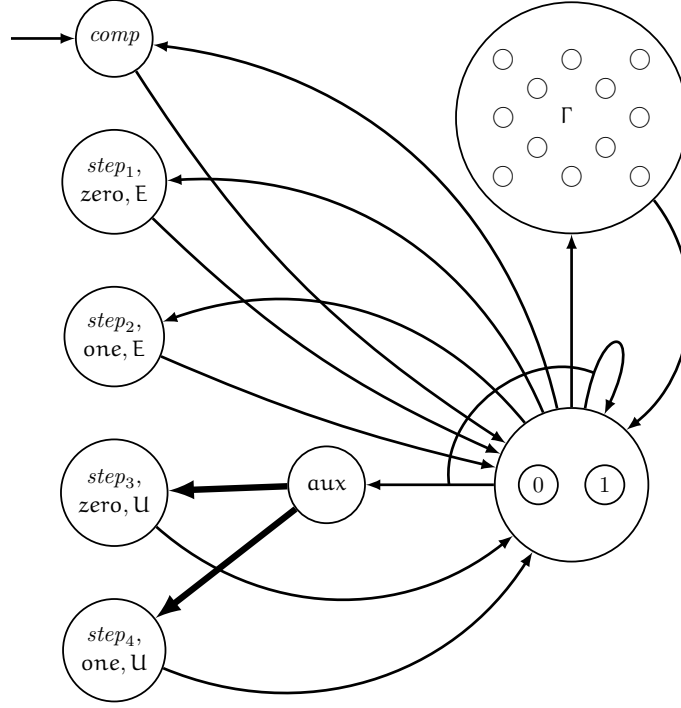 comp
Γ
step₁,
zero, E
step₂,
one, E
step₃,
zero, U
aux
0 1
step₄,
one, U